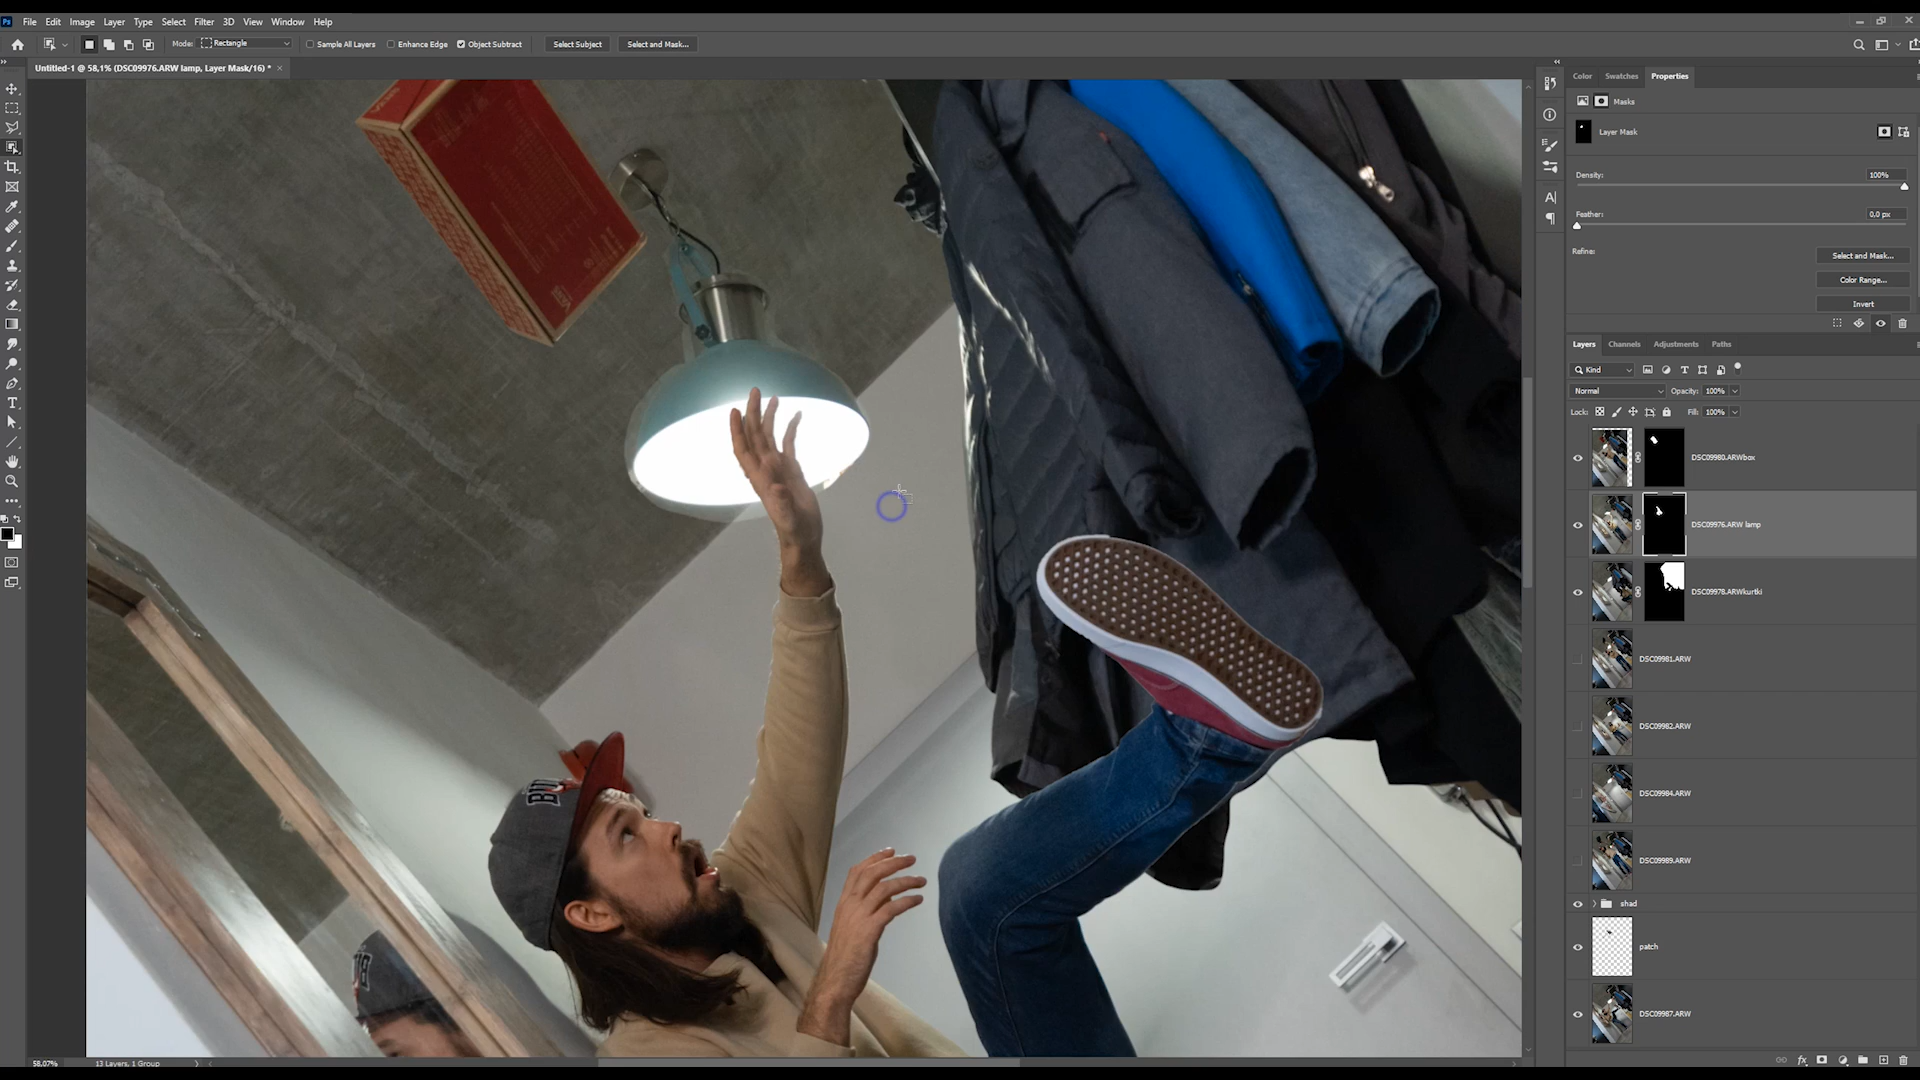 Ps File Edit Image Layer Type Select Filter 3D View Window Help
Mode: Rectangle Sample All Layers Enhance Edge Object Subtract Select Subject Select and Mask...
Untitled-1 @ 58,1% (DSC09976.ARW lamp, Layer Mask/16) * ×
Color Swatches Properties
Masks
Layer Mask
Density: 100%
Feather: 0,0 px
Refine:
Select and Mask...
Color Range...
Invert
Layers Channels Adjustments Paths
Kind
Normal Opacity: 100%
Lock: Fill: 100%
DSC09980.ARWbox
DSC09976.ARW lamp
DSC09978.ARWkurtki
DSC09981.ARW
DSC09982.ARW
DSC09984.ARW
DSC09989.ARW
shad
patch
DSC09987.ARW
58.07% 13 Layers, 1 Group